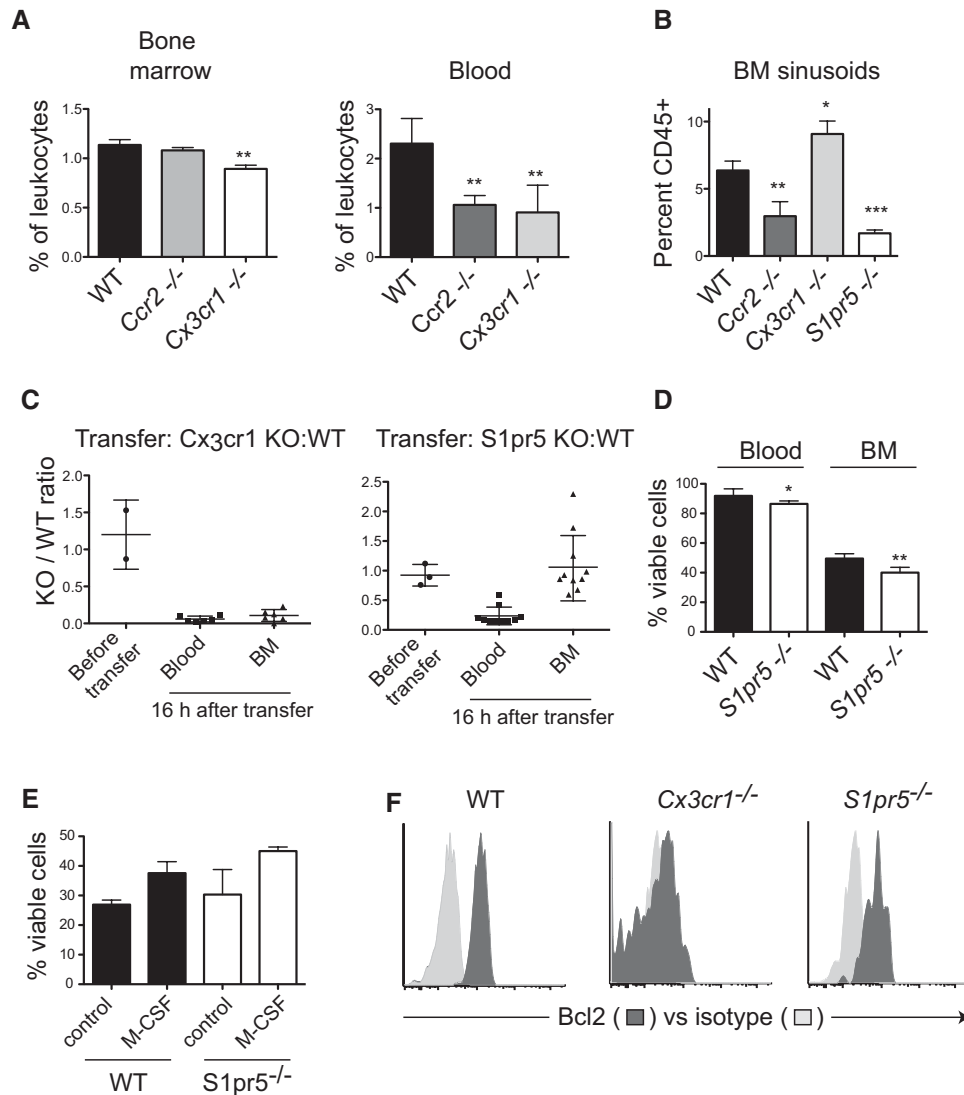 A
Bone
marrow
% of leukocytes
1.5
1.0
0.5
0.0
WT
Ccr2 -/-
Cx3cr1 -/-
**
Blood
% of leukocytes
3
2
1
0
WT
Ccr2 -/-
Cx3cr1 -/-
**
**
B
BM sinusoids
Percent CD45+
10
5
0
WT
Ccr2 -/-
Cx3cr1 -/-
S1pr5 -/-
**
*
***
C
Transfer: Cx3cr1 KO:WT
KO / WT ratio
2.0
1.5
1.0
0.5
0.0
Before
transfer
Blood
BM
16 h after transfer
Transfer: S1pr5 KO:WT
2.5
2.0
1.5
1.0
0.5
0.0
Before
transfer
Blood
BM
16 h after transfer
D
Blood
BM
% viable cells
100
80
60
40
20
0
*
**
WT
S1pr5 -/-
WT
S1pr5 -/-
E
% viable cells
50
40
30
20
10
0
control
M-CSF
control
M-CSF
WT
S1pr5-/-
F
WT
Cx3cr1-/-
S1pr5-/-
Bcl2 ( ) vs isotype ( )